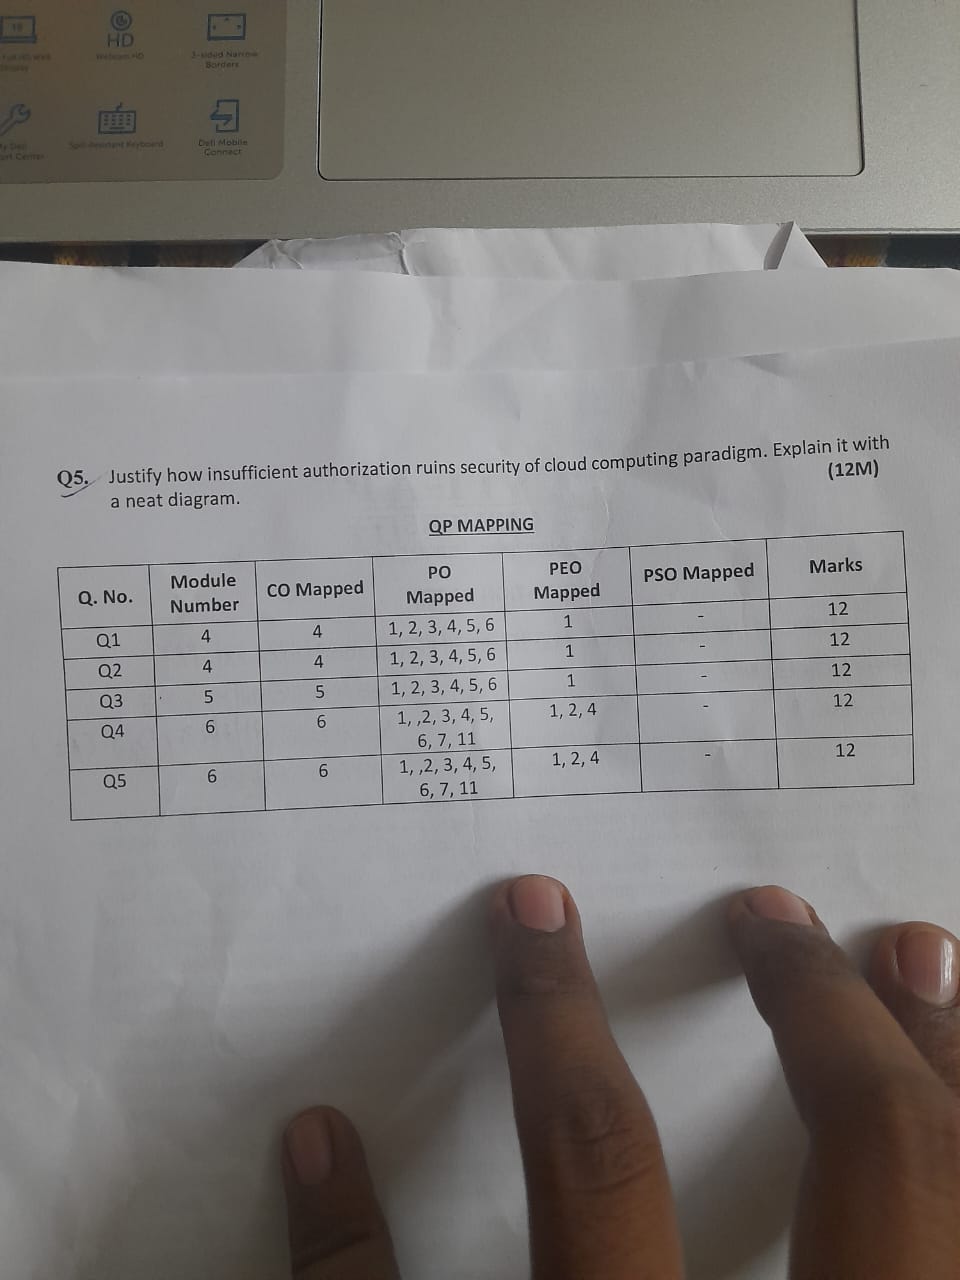 HD
Webcam HD
3-sided Narrow
Borders
My Dell
Center
Spill-Resistant Keyboard
Dell Mobile
Connect
Q5. Justify how insufficient authorization ruins security of cloud computing paradigm. Explain it with
a neat diagram. (12M)
QP MAPPING
Q. No. Module Number CO Mapped PO Mapped PEO Mapped PSO Mapped Marks
Q1 4 4 1, 2, 3, 4, 5, 6 1 - 12
Q2 4 4 1, 2, 3, 4, 5, 6 1 - 12
Q3 5 5 1, 2, 3, 4, 5, 6 1 - 12
Q4 6 6 1, ,2, 3, 4, 5, 6, 7, 11 1, 2, 4 - 12
Q5 6 6 1, ,2, 3, 4, 5, 6, 7, 11 1, 2, 4 - 12